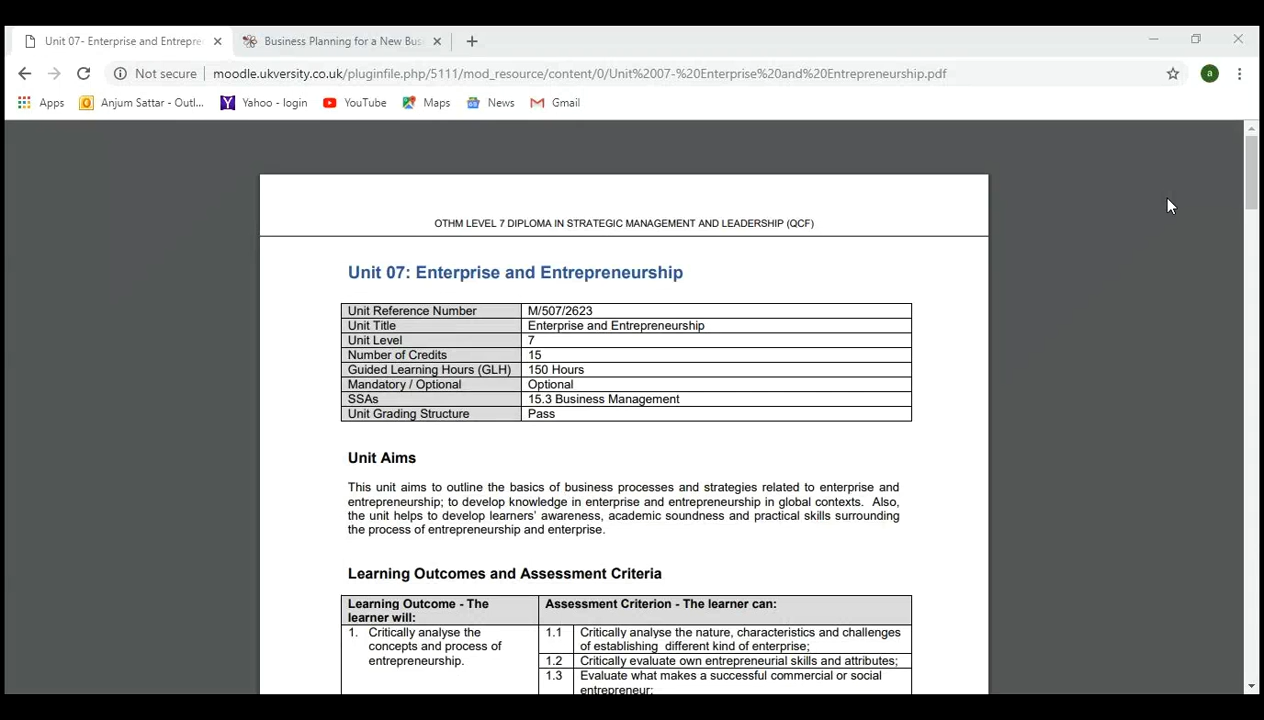 Unit 07- Enterprise and Entrepre
Business Planning for a New Bus
Not secure moodle.ukversity.co.uk/pluginfile.php/5111/mod_resource/content/0/Unit%2007-%20Enterprise%20and%20Entrepreneurship.pdf
a
Apps Anjum Sattar - Outl... Yahoo - login YouTube Maps News Gmail
OTHM LEVEL 7 DIPLOMA IN STRATEGIC MANAGEMENT AND LEADERSHIP (QCF)
Unit 07: Enterprise and Entrepreneurship
Unit Reference Number M/507/2623
Unit Title Enterprise and Entrepreneurship
Unit Level 7
Number of Credits 15
Guided Learning Hours (GLH) 150 Hours
Mandatory / Optional Optional
SSAs 15.3 Business Management
Unit Grading Structure Pass
Unit Aims
This unit aims to outline the basics of business processes and strategies related to enterprise and
entrepreneurship; to develop knowledge in enterprise and entrepreneurship in global contexts. Also,
the unit helps to develop learners' awareness, academic soundness and practical skills surrounding
the process of entrepreneurship and enterprise.
Learning Outcomes and Assessment Criteria
Learning Outcome - The
learner will:
Assessment Criterion - The learner can:
1. Critically analyse the
concepts and process of
entrepreneurship.
1.1 Critically analyse the nature, characteristics and challenges
of establishing different kind of enterprise;
1.2 Critically evaluate own entrepreneurial skills and attributes;
1.3 Evaluate what makes a successful commercial or social
entrepreneur;